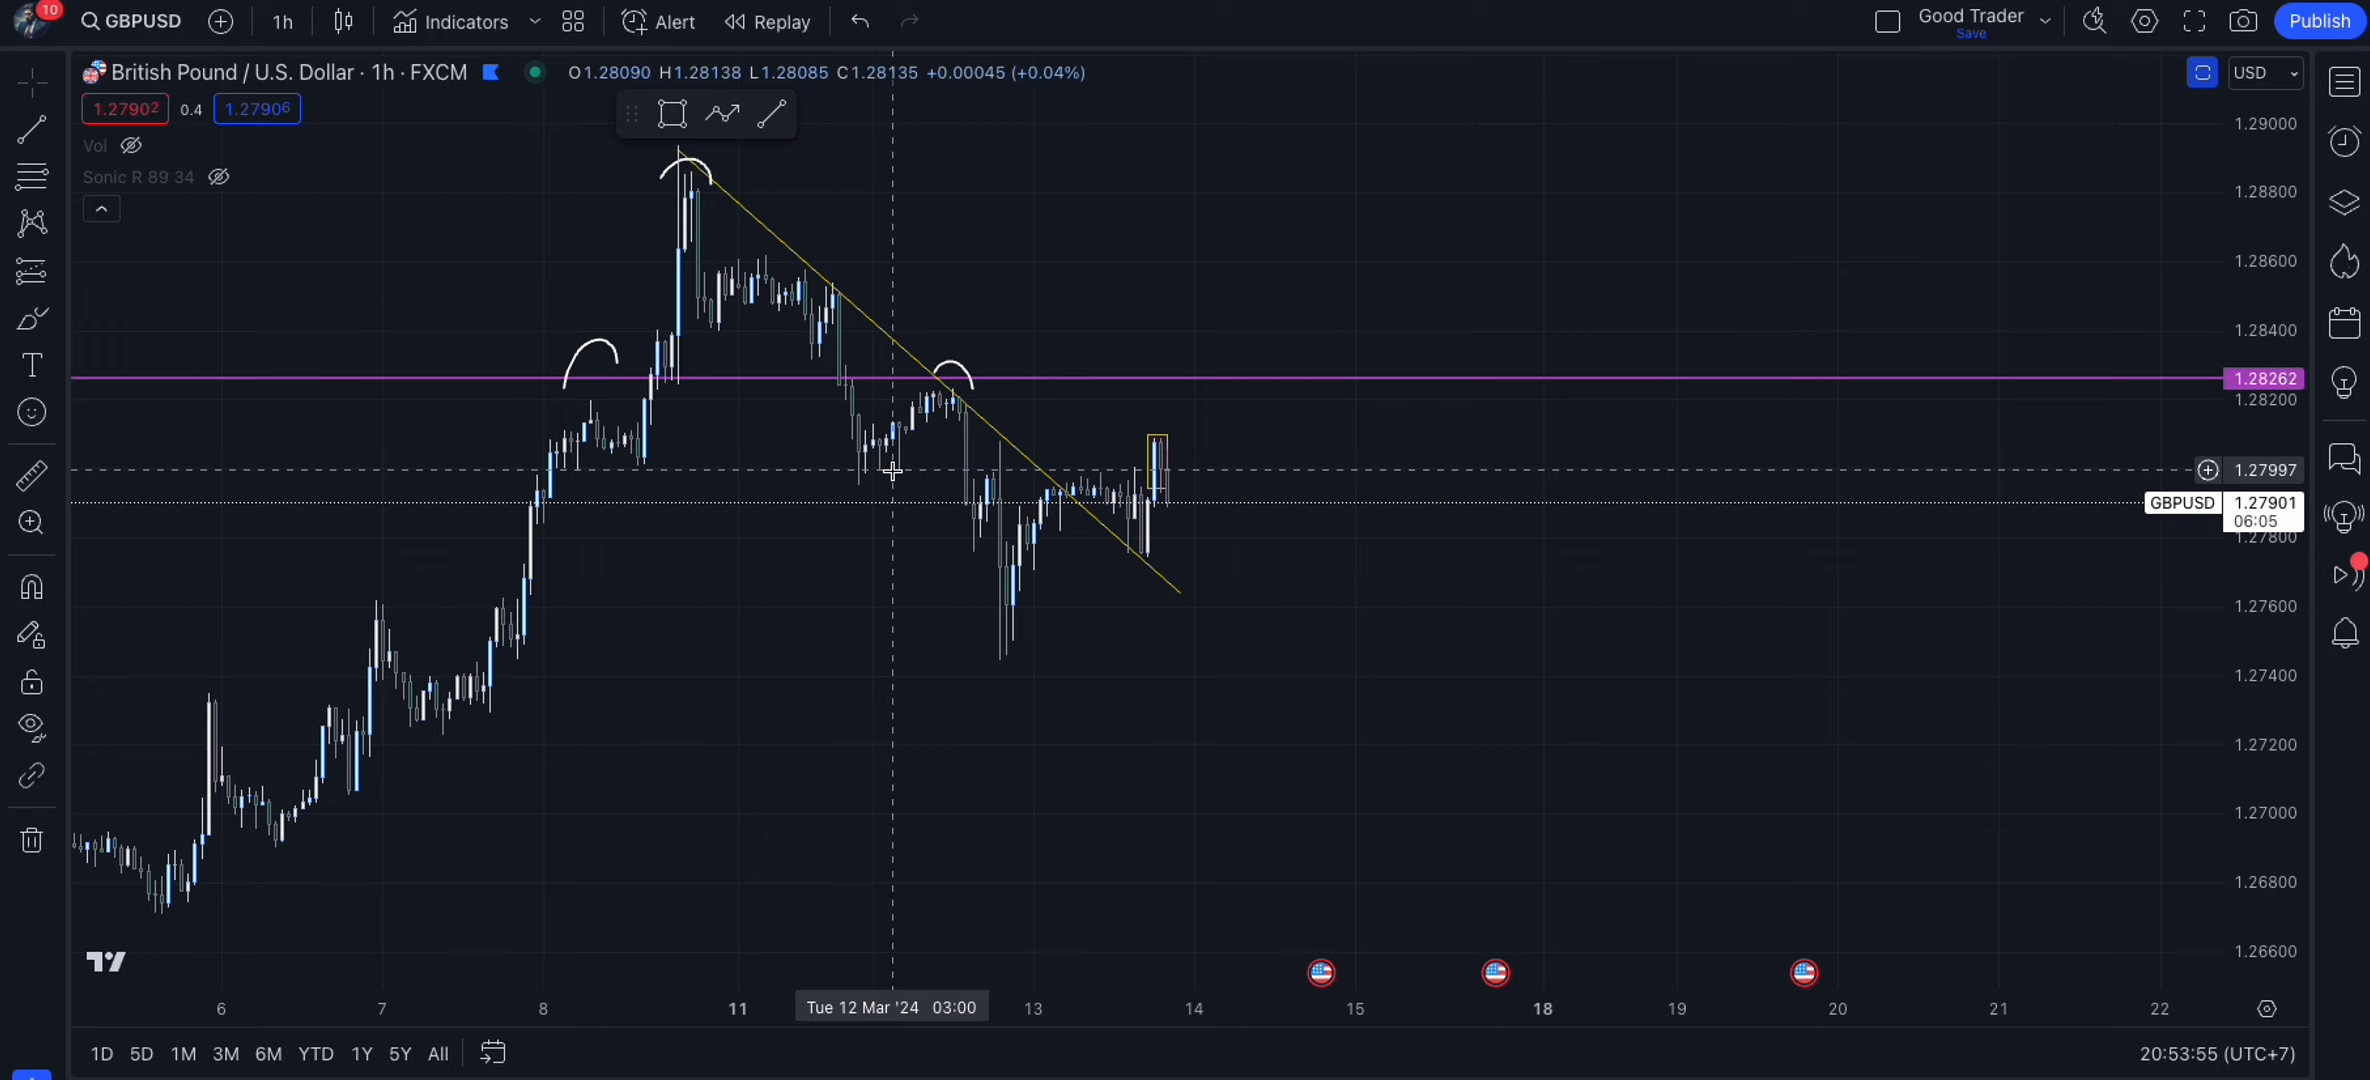 10
GBPUSD
1h
Indicators
Alert
Replay
Good Trader
Save
Publish
British Pound / U.S. Dollar · 1h · FXCM
O1.28090 H1.28138 L1.28085 C1.28135 +0.00045 (+0.04%)
USD
1.27902
0.4
1.27906
Vol
Sonic R 89 34
1.29000
1.28800
1.28600
1.28400
1.28262
1.28200
1.27997
GBPUSD
1.27901
06:05
1.27800
1.27600
1.27400
1.27200
1.27000
1.26800
1.26600
6
7
8
11
Tue 12 Mar '24 03:00
13
14
15
18
19
20
21
22
1D 5D 1M 3M 6M YTD 1Y 5Y All
20:53:55 (UTC+7)